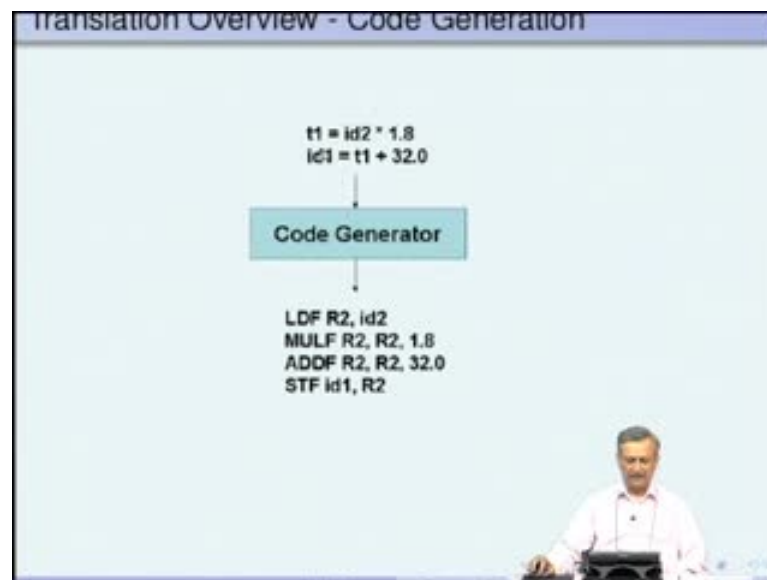 Translation Overview - Code Generation
t1 = id2 * 1.8
id1 = t1 + 32.0
Code Generator
LDF R2, id2
MULF R2, R2, 1.8
ADDF R2, R2, 32.0
STF id1, R2